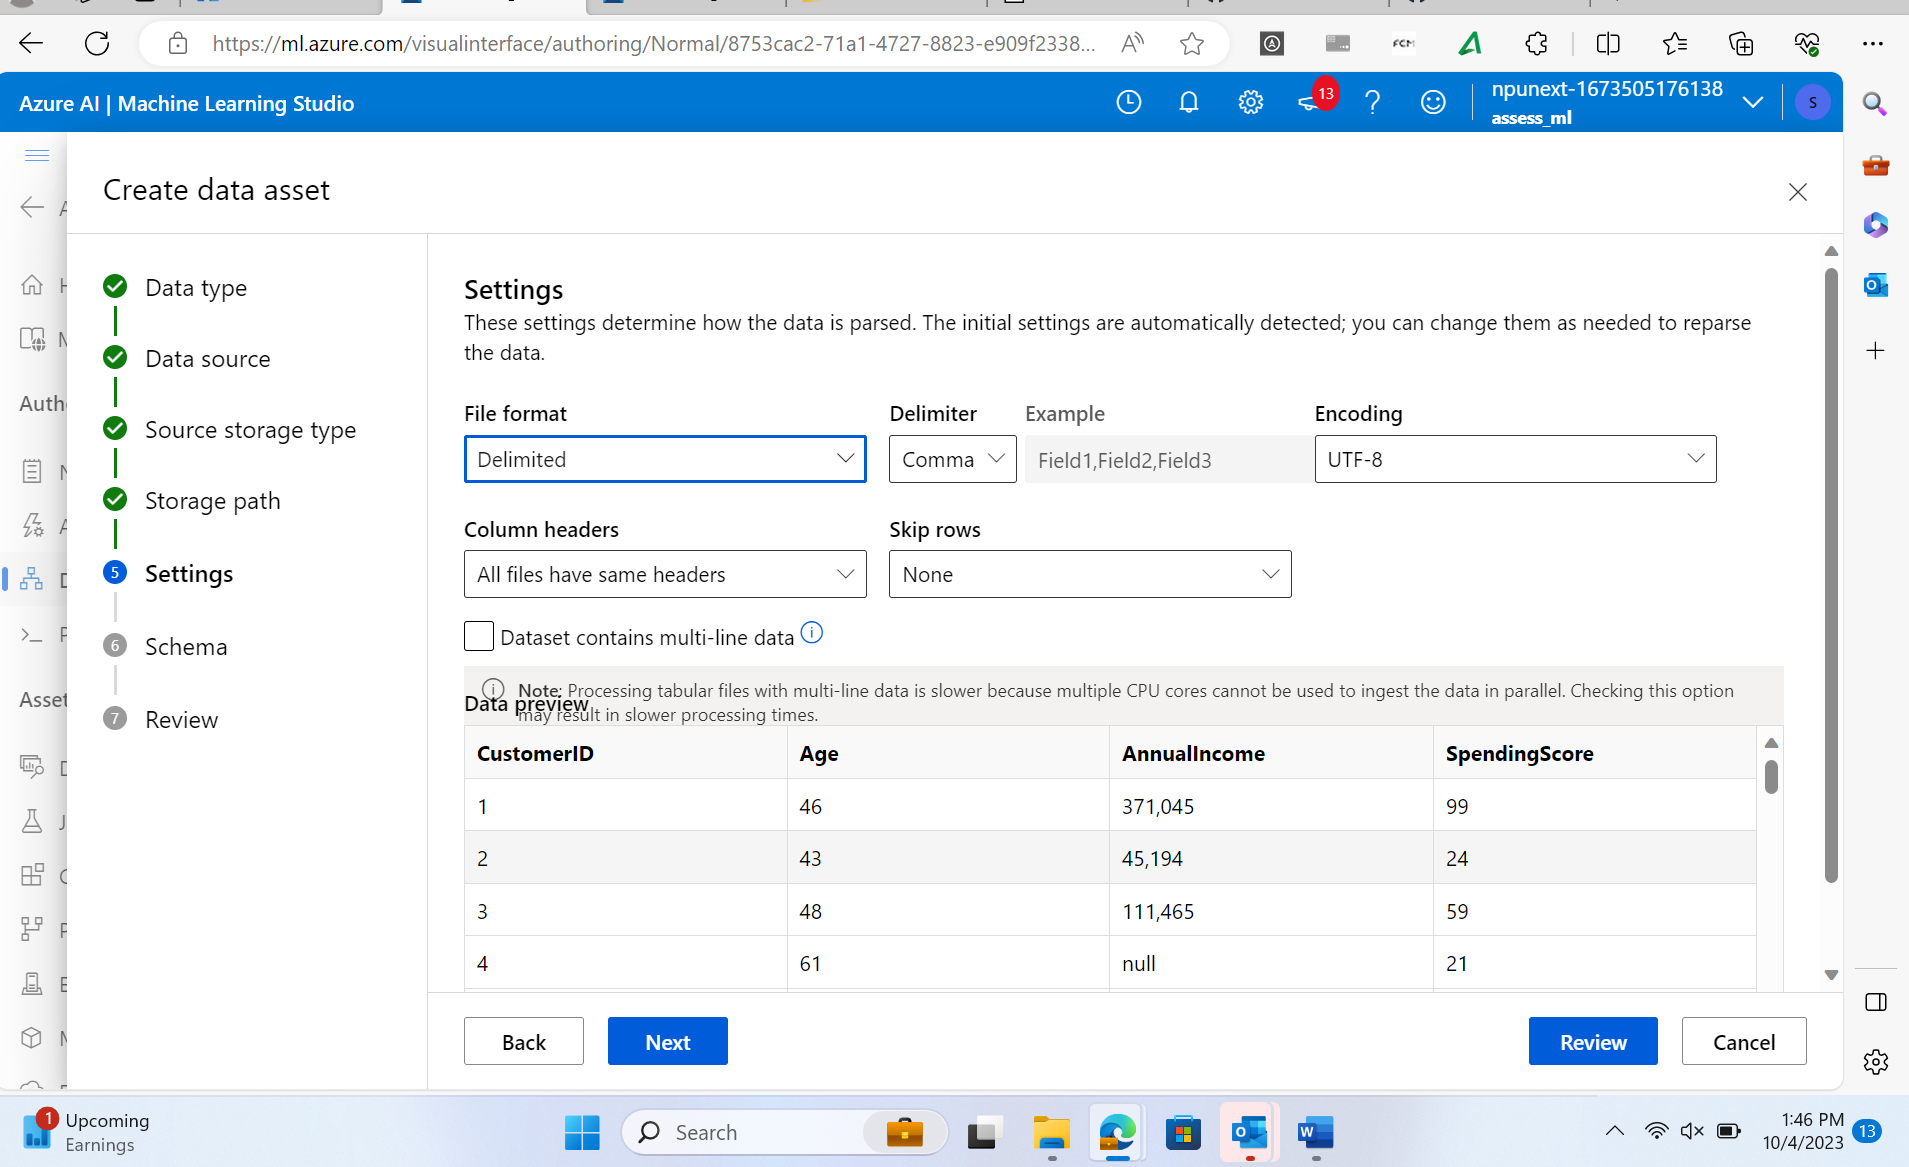 https://ml.azure.com/visualinterface/authoring/Normal/8753cac2-71a1-4727-8823-e909f2338...
FCM
Azure AI | Machine Learning Studio
13
npunext-1673505176138
assess_ml
S
Create data asset
Auth
Asset
Data type
Data source
Source storage type
Storage path
5 Settings
6 Schema
7 Review
Settings
These settings determine how the data is parsed. The initial settings are automatically detected; you can change them as needed to reparse
the data.
File format Delimiter Example Encoding
Delimited Comma Field1,Field2,Field3 UTF-8
Column headers Skip rows
All files have same headers None
Dataset contains multi-line data
Note: Processing tabular files with multi-line data is slower because multiple CPU cores cannot be used to ingest the data in parallel. Checking this option
may result in slower processing times.
Data preview
CustomerID Age AnnualIncome SpendingScore
1 46 371,045 99
2 43 45,194 24
3 48 111,465 59
4 61 null 21
Back Next Review Cancel
1 Upcoming
Earnings
Search
1:46 PM
10/4/2023
13